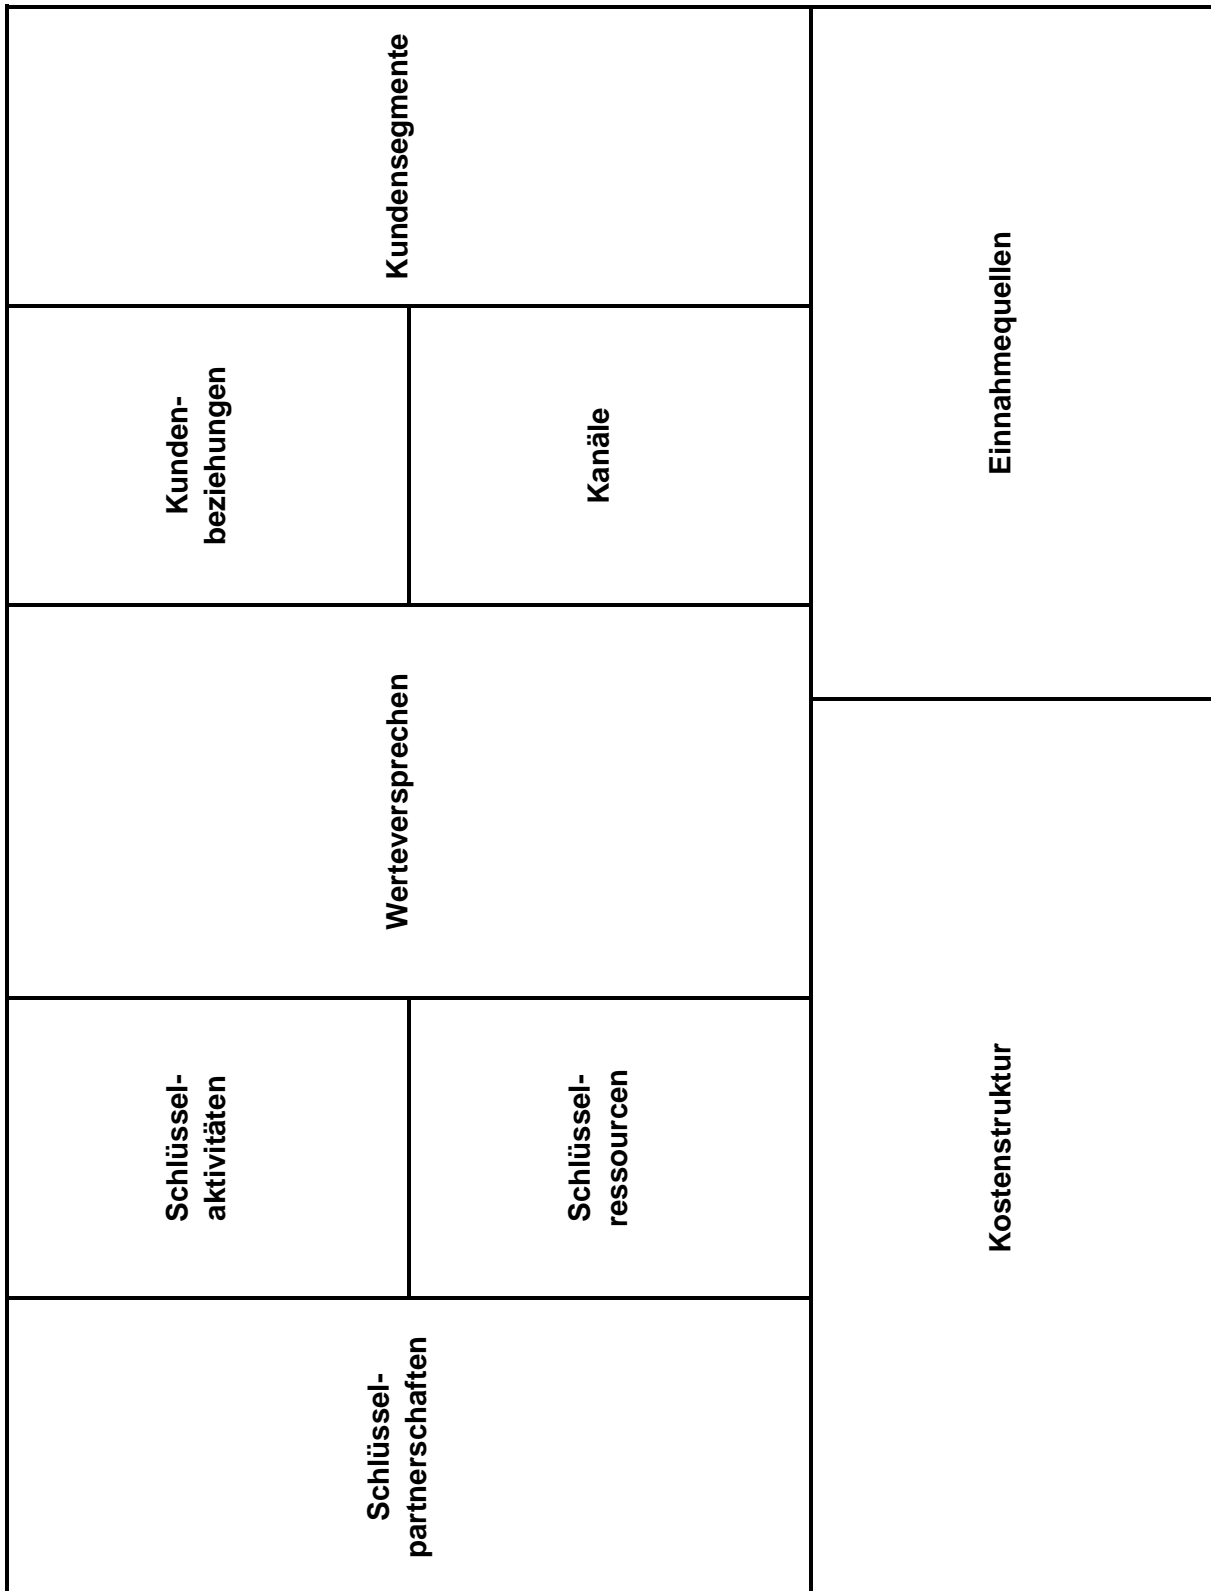 Schlüssel-
partnerschaften
Schlüssel-
aktivitäten
Schlüssel-
ressourcen
Werteversprechen
Kunden-
beziehungen
Kanäle
Kundensegmente
Kostenstruktur
Einnahmequellen